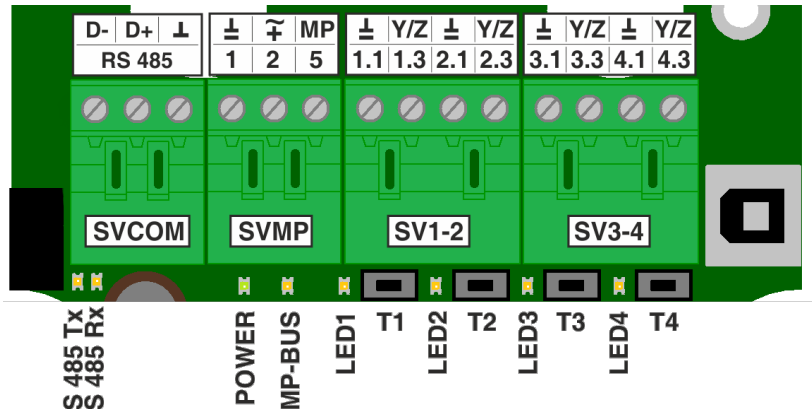 D- D+ ⊥ ⏚ ≂ MP ⏚ Y/Z ⏚ Y/Z ⏚ Y/Z ⏚ Y/Z
RS 485 1 2 5 1.1 1.3 2.1 2.3 3.1 3.3 4.1 4.3
SVCOM SVMP SV1-2 SV3-4
S 485 Tx
S 485 Rx
POWER
MP-BUS
LED1
T1
LED2
T2
LED3
T3
LED4
T4